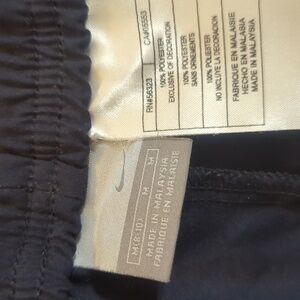 RN#56323 CA#05553
100% POLYESTER
EXCLUSIVE OF DECORATION
100% POLYESTER
SANS ORNEMENTS
100% POLYESTER
NO INCLUYE LA DECORACION
FABRIQUE EN MALAISIE
HECHO EN MALASIA
MADE IN MALAYSIA
M(8-10) M M
MADE IN MALAYSIA
FABRIQUE EN MALAISIE